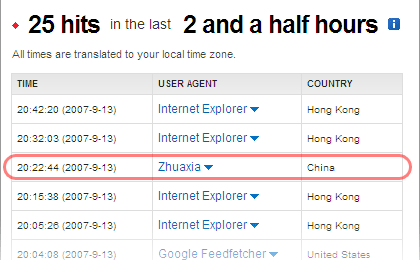 25 hits in the last 2 and a half hours
All times are translated to your local time zone.
TIME USER AGENT COUNTRY
20:42:20 (2007-9-13) Internet Explorer Hong Kong
20:32:03 (2007-9-13) Internet Explorer Hong Kong
20:22:44 (2007-9-13) Zhuaxia China
20:15:38 (2007-9-13) Internet Explorer Hong Kong
20:05:26 (2007-9-13) Internet Explorer Hong Kong
20:04:08 (2007-9-13) Google Feedfetcher United States